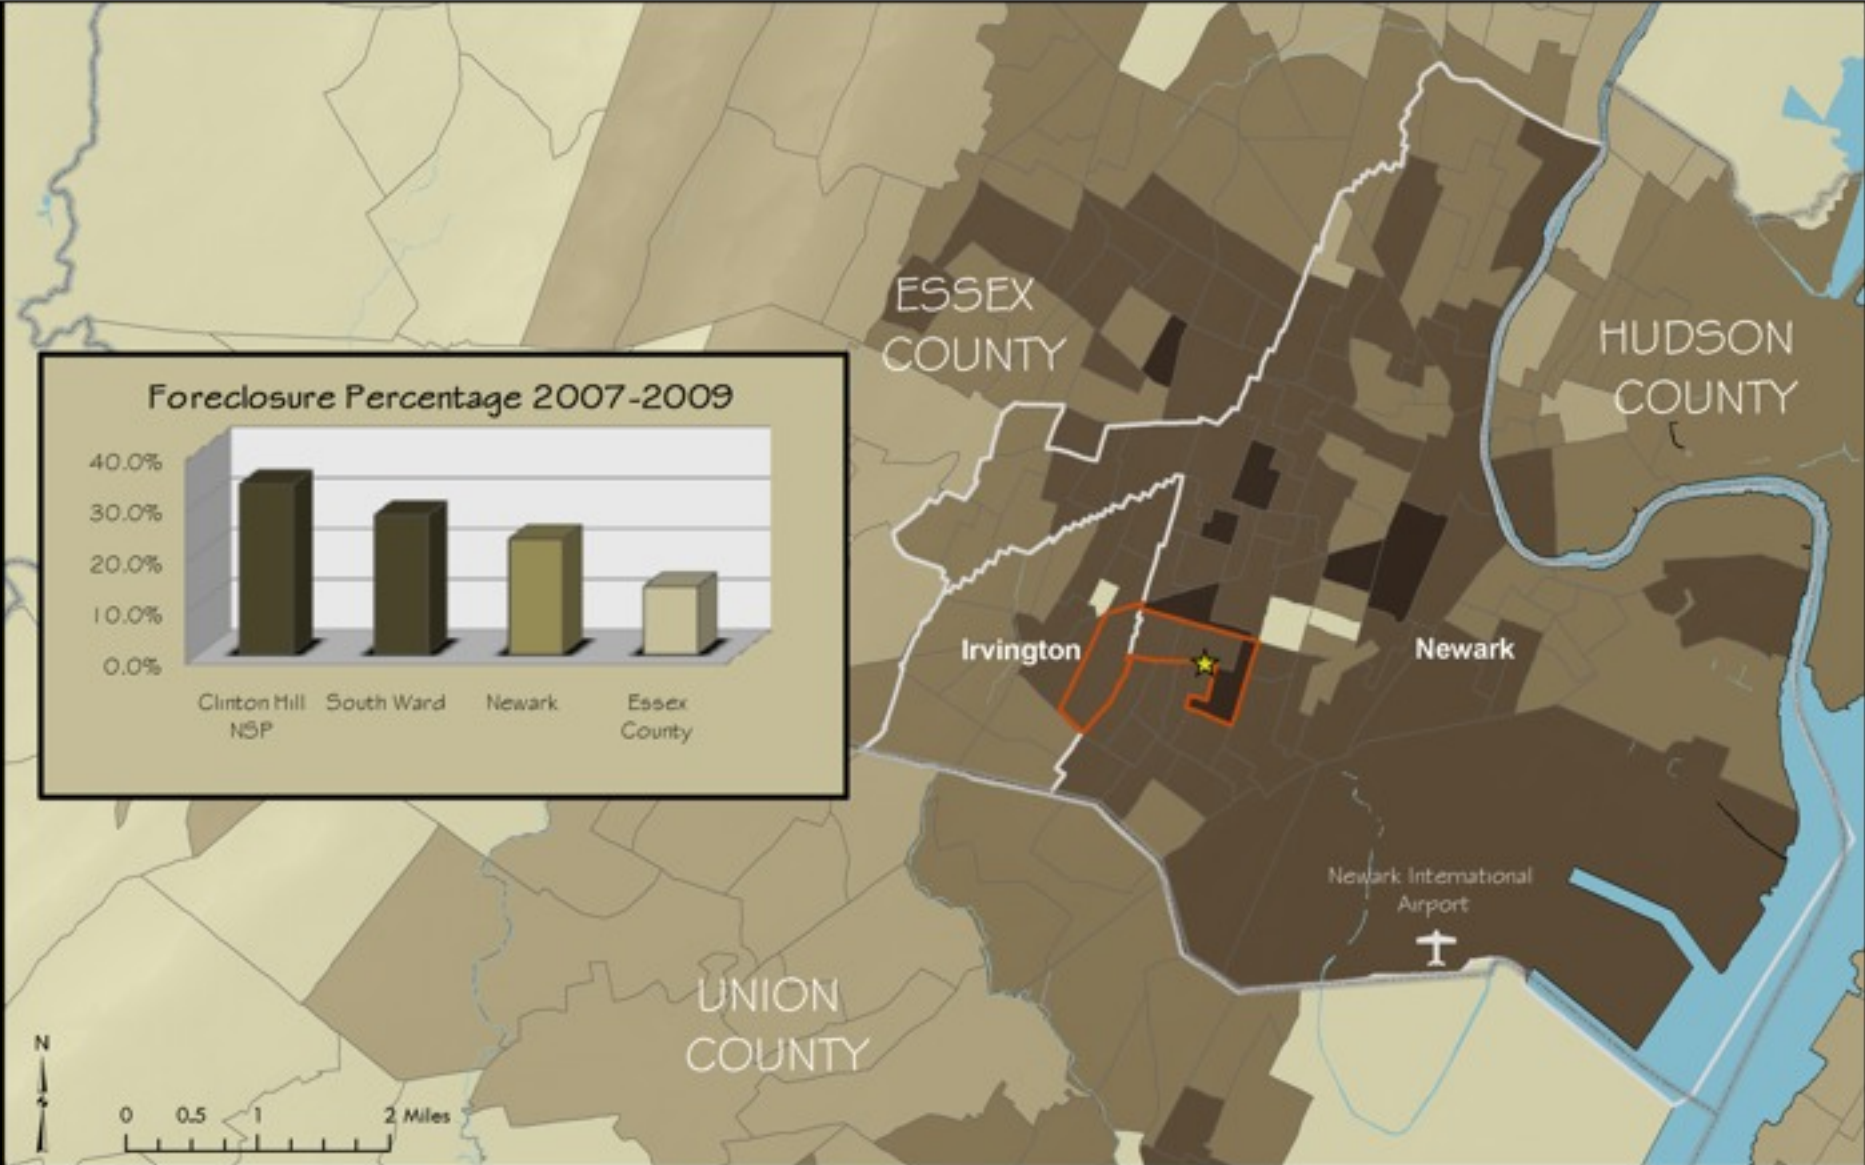 ESSEX
COUNTY
HUDSON
COUNTY
Foreclosure Percentage 2007-2009
40.0%
30.0%
20.0%
10.0%
0.0%
Clinton Hill
NSP
South Ward
Newark
Essex
County
Irvington
Newark
Newark International
Airport
UNION
COUNTY
N
0 0.5 1 2 Miles